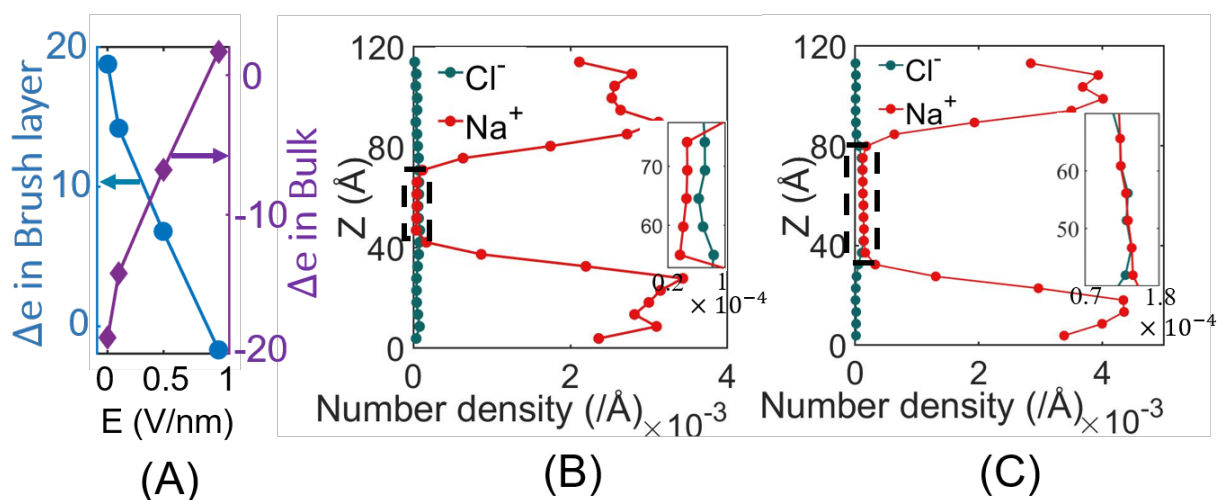 Δe in Brush layer
20
10
0
0
-10
-20
Δe in Bulk
0
0.5
1
E (V/nm)
(A)
120
80
40
0
Z (Å)
Cl-
Na+
70
60
0.2
1
× 10-4
0
2
4
Number density (/Å) ×10-3
(B)
120
80
40
0
Z (Å)
Cl-
Na+
60
50
0.7
1.8
× 10-4
0
2
4
Number density (/Å) ×10-3
(C)